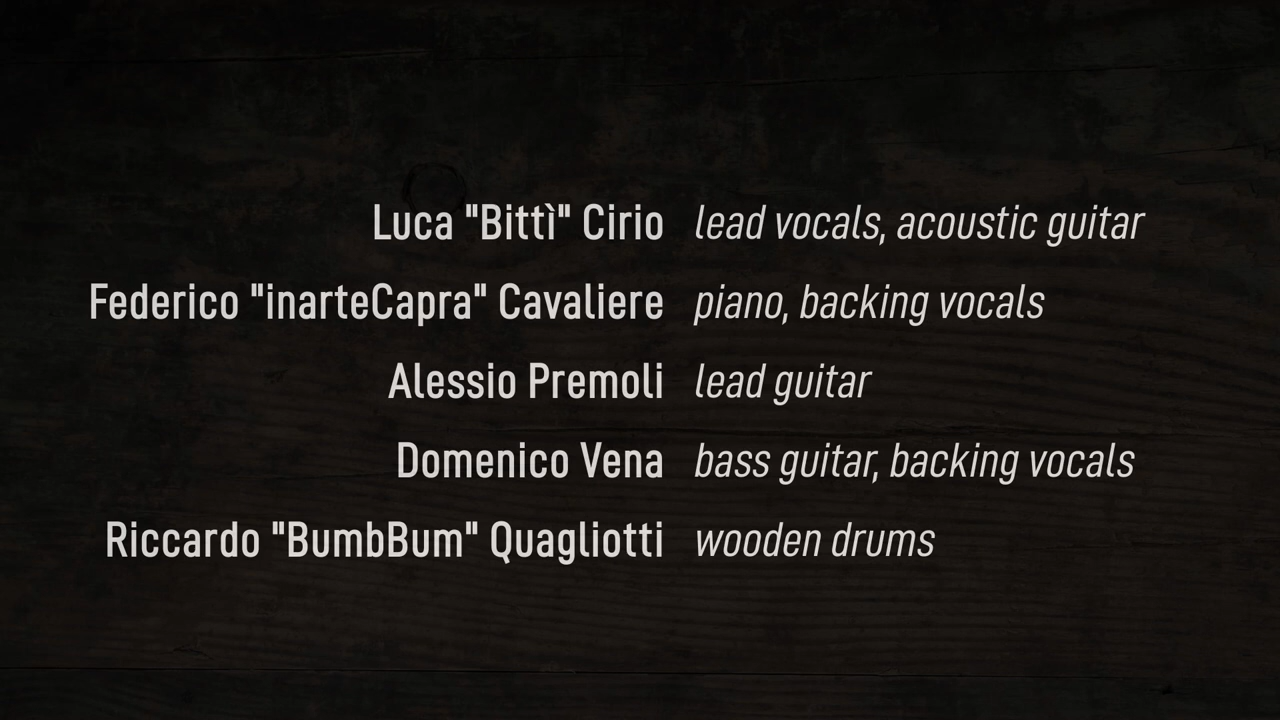 Luca "Bittì" Cirio lead vocals, acoustic guitar
Federico "inarteCapra" Cavaliere piano, backing vocals
Alessio Premoli lead guitar
Domenico Vena bass guitar, backing vocals
Riccardo "BumbBum" Quagliotti wooden drums